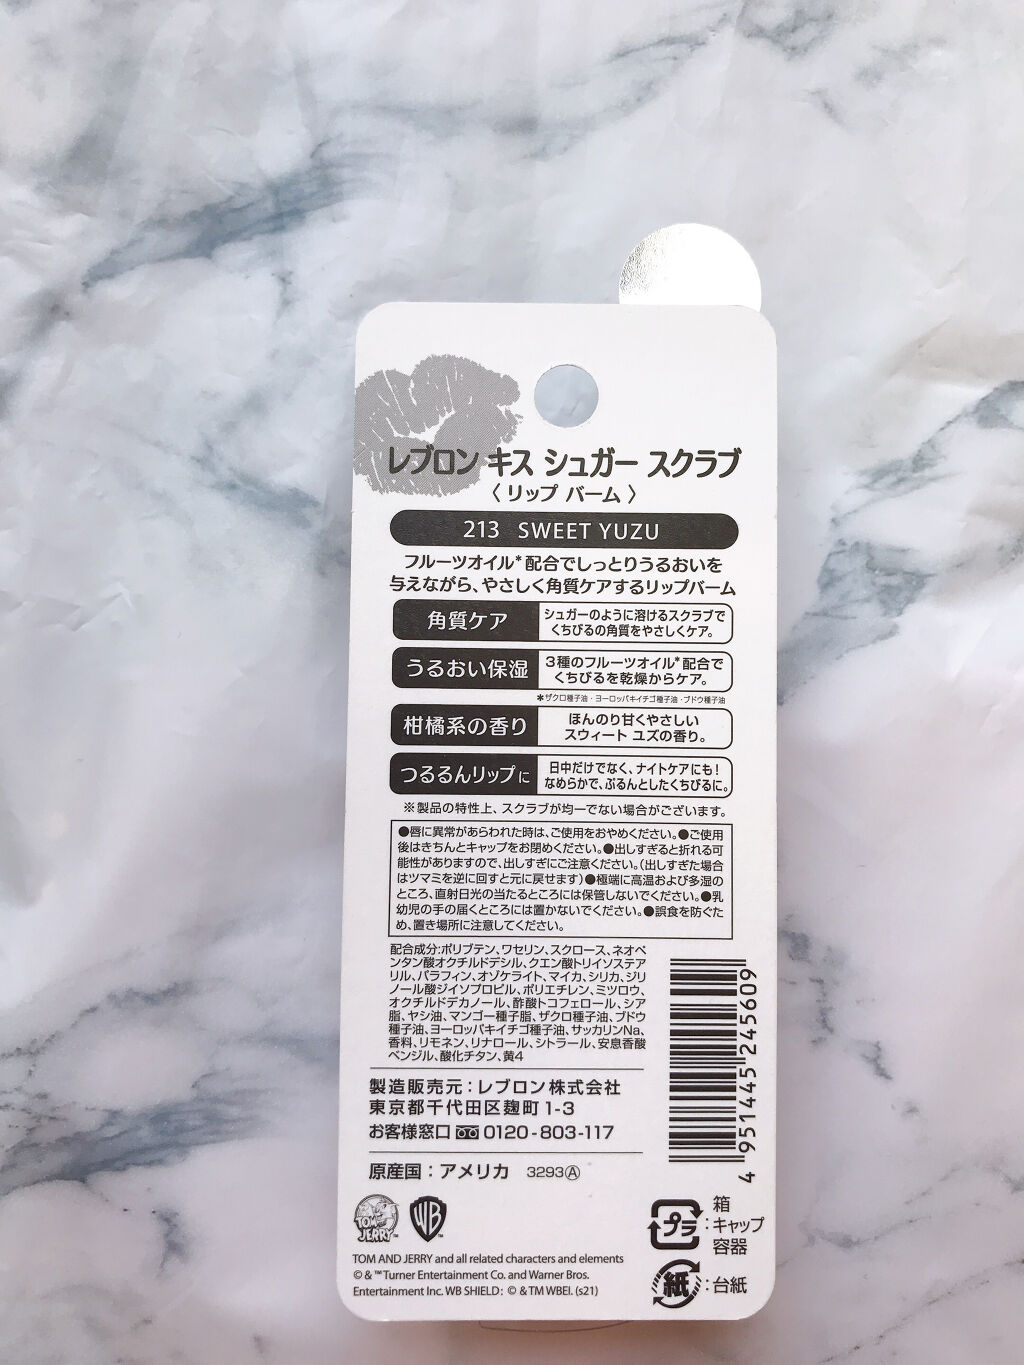 レブロン キス シュガー スクラブ
〈 リップ バーム 〉
213 SWEET YUZU
フルーツオイル*配合でしっとりうるおいを
与えながら、やさしく角質ケアするリップバーム
角質ケア
シュガーのように溶けるスクラブで
くちびるの角質をやさしくケア。
うるおい保湿
3種のフルーツオイル*配合で
くちびるを乾燥からケア。
*ザクロ種子油・ヨーロッパキイチゴ種子油・ブドウ種子油
柑橘系の香り
ほんのり甘くやさしい
スウィート ユズの香り。
つるるんリップに
日中だけでなく、ナイトケアにも!
なめらかで、ぷるんとしたくちびるに。
※製品の特性上、スクラブが均一でない場合がございます。
●唇に異常があらわれた時は、ご使用をおやめください。●ご使用
後はきちんとキャップをお閉めください。●出しすぎると折れる可
能性がありますので、出しすぎにご注意ください。(出しすぎた場合
はツマミを逆に回すと元に戻せます)●極端に高温および多湿の
ところ、直射日光の当たるところには保管しないでください。●乳
幼児の手の届くところには置かないでください。●誤食を防ぐた
め、置き場所に注意してください。
配合成分:ポリブテン、ワセリン、スクロース、ネオペ
ンタン酸オクチルドデシル、クエン酸トリイソステア
リル、パラフィン、オゾケライト、マイカ、シリカ、ジリ
ノール酸ジイソプロピル、ポリエチレン、ミツロウ、
オクチルドデカノール、酢酸トコフェロール、シア
脂、ヤシ油、マンゴー種子脂、ザクロ種子油、ブドウ
種子油、ヨーロッパキイチゴ種子油、サッカリンNa、
香料、リモネン、リナロール、シトラール、安息香酸
ベンジル、酸化チタン、黄4
製造販売元:レブロン株式会社
東京都千代田区麹町1-3
お客様窓口 0120-803-117
原産国:アメリカ 3293Ⓐ
4 951445 245609
TOM AND JERRY ™
WB ™
プラ
:箱
キャップ
容器
紙
:台紙
TOM AND JERRY and all related characters and elements
© & ™ Turner Entertainment Co. and Warner Bros.
Entertainment Inc. WB SHIELD: © & TM WBEI. (s21)